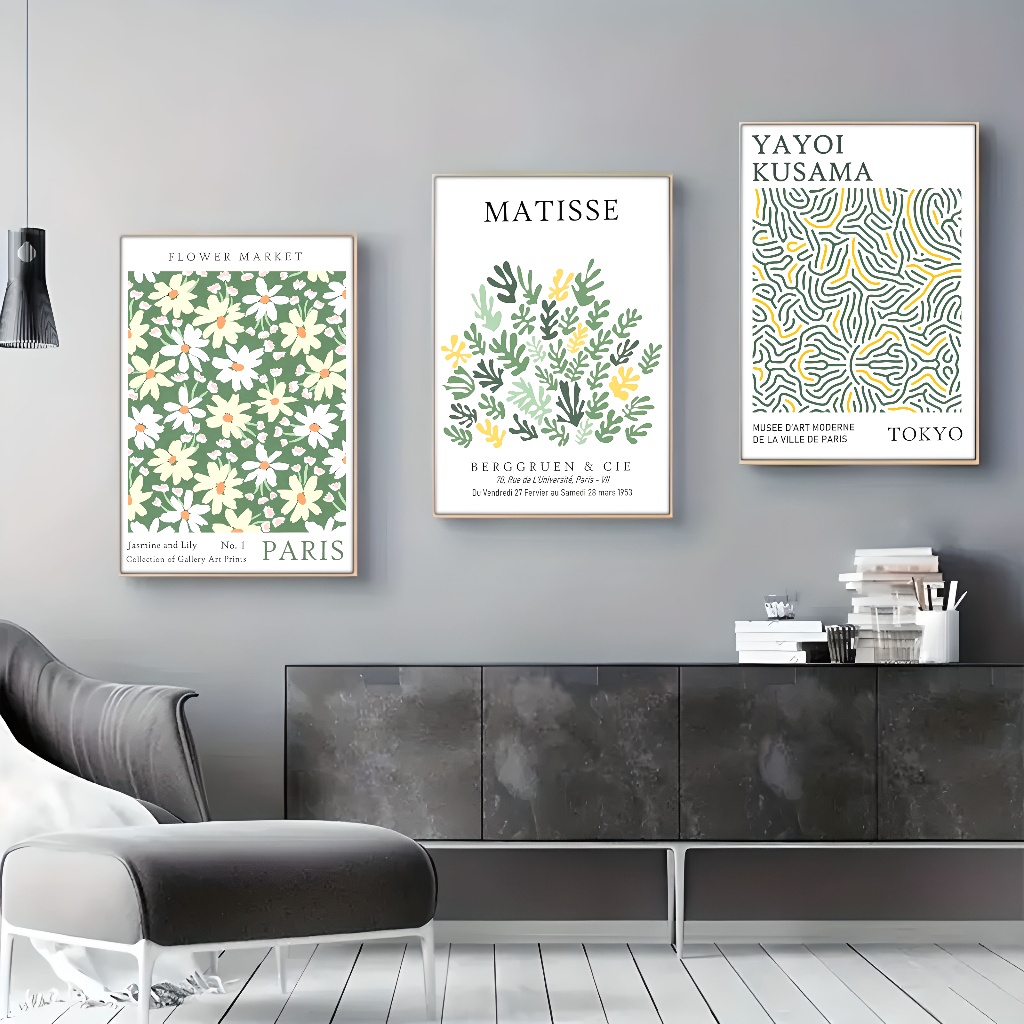 FLOWER MARKET
Jasmine and Lily No. 1 PARIS
Collection of Gallery Art Prints
MATISSE
BERGGRUEN & CIE
70, Rue de L'Université, Paris - VII
Du Vendredi 27 Fervier au Samedi 28 mars 1953
YAYOI
KUSAMA
MUSEE D'ART MODERNE
DE LA VILLE DE PARIS
TOKYO